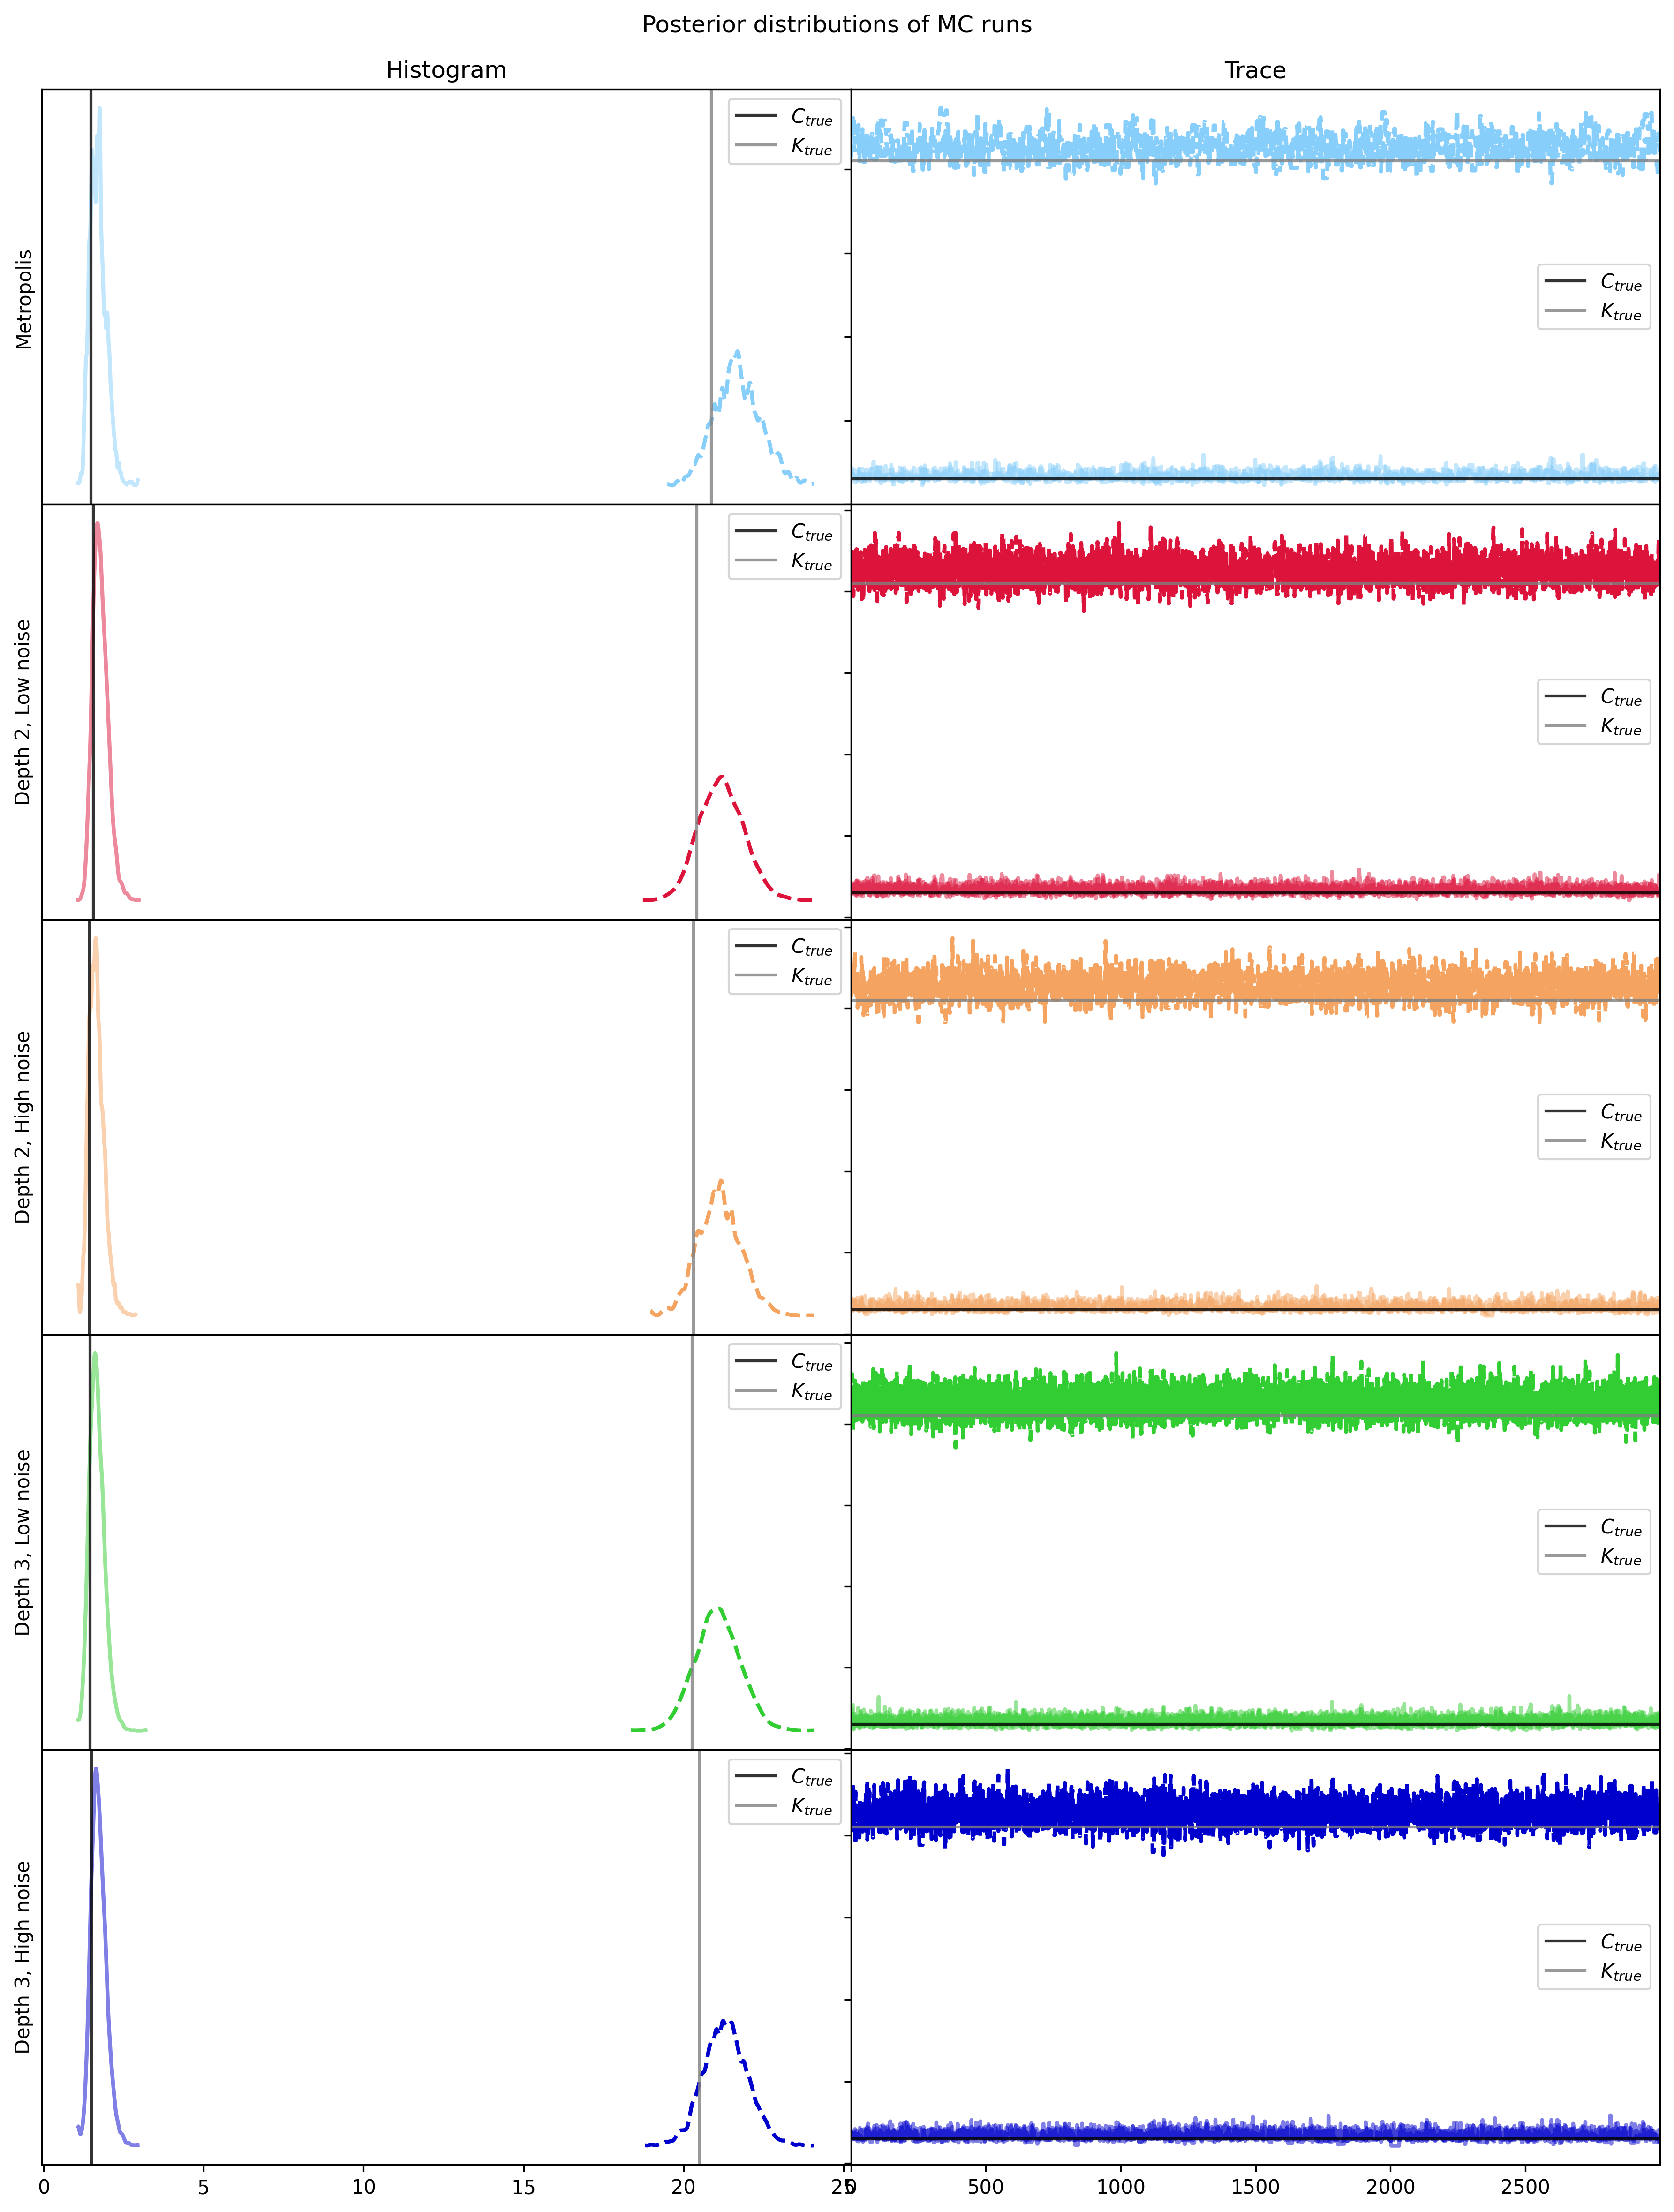 Posterior distributions of MC runs
Histogram
Trace
Metropolis
C_true
K_true
C_true
K_true
Depth 2, Low noise
C_true
K_true
C_true
K_true
Depth 2, High noise
C_true
K_true
C_true
K_true
Depth 3, Low noise
C_true
K_true
C_true
K_true
Depth 3, High noise
C_true
K_true
C_true
K_true
0 5 10 15 20 25
0 500 1000 1500 2000 2500